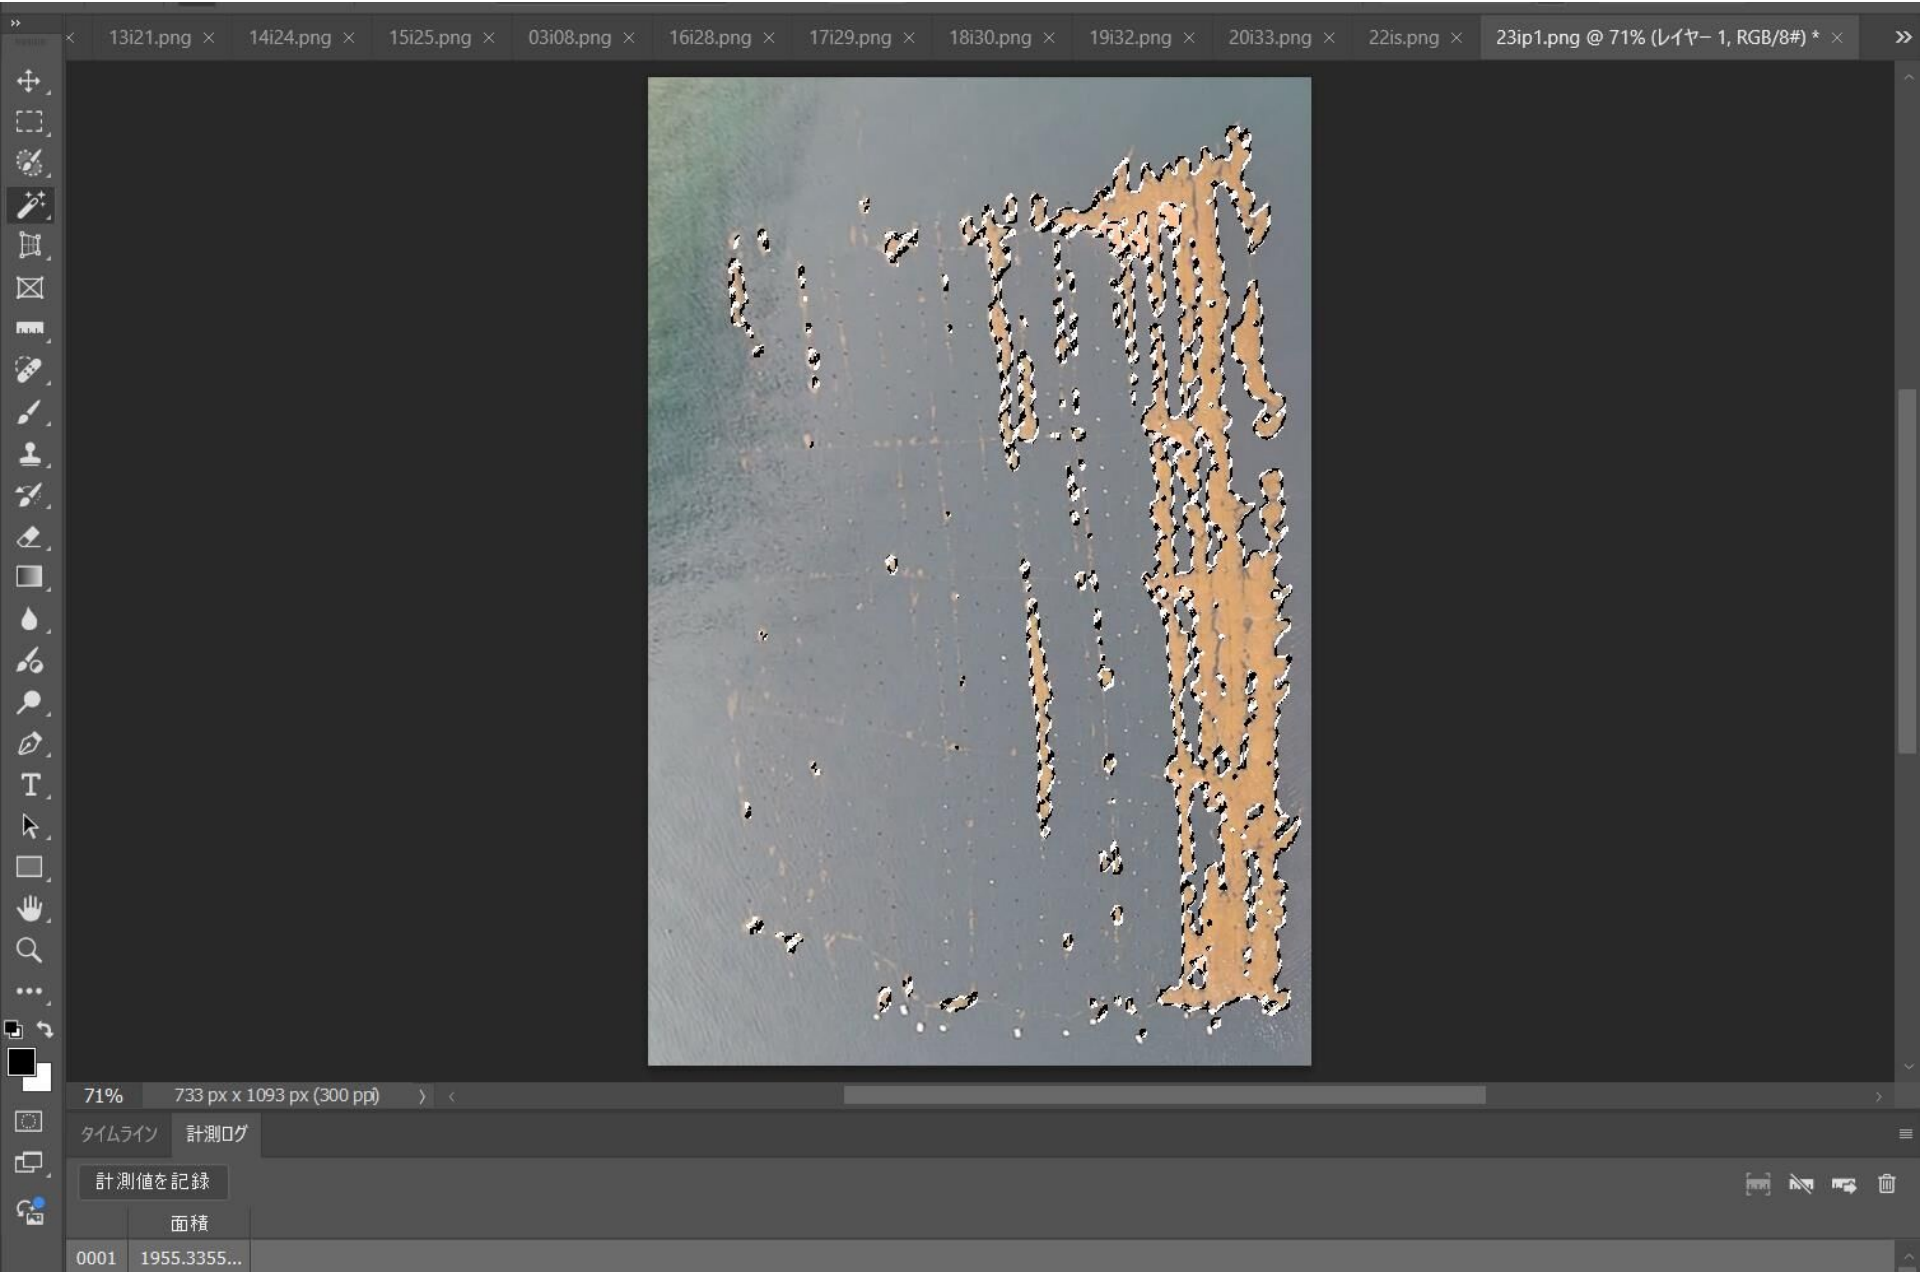 13i21.png × 14i24.png × 15i25.png × 03i08.png × 16i28.png × 17i29.png × 18i30.png × 19i32.png × 20i33.png × 22is.png × 23ip1.png @ 71% (レイヤー 1, RGB/8#) * ×
71% 733 px x 1093 px (300 ppi)
タイムライン 計測ログ
計測値を記録
面積
0001 1955.3355...